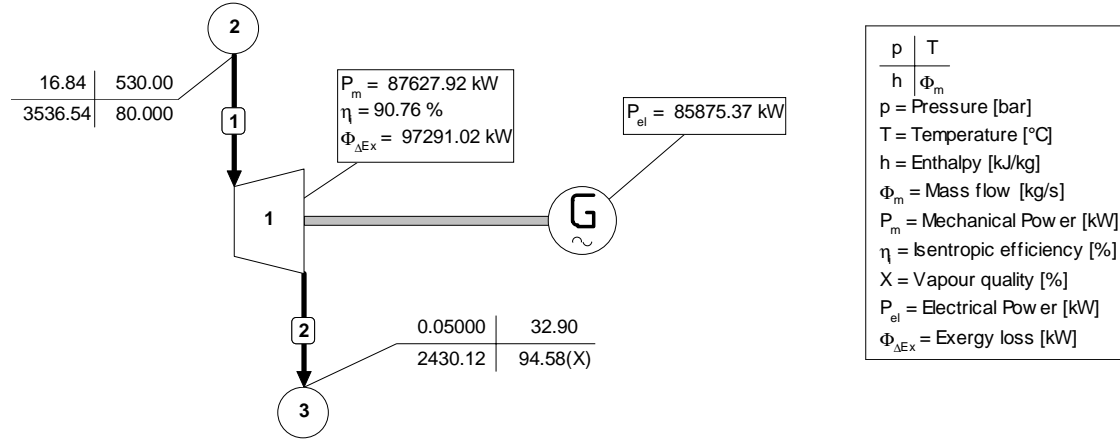 2
16.84 530.00
3536.54 80.000
1
P_m = 87627.92 kW
η_i = 90.76 %
Φ_ΔEx = 97291.02 kW
P_el = 85875.37 kW
1
G
~
2
0.05000 32.90
2430.12 94.58(X)
3
p T
h Φ_m
p = Pressure [bar]
T = Temperature [°C]
h = Enthalpy [kJ/kg]
Φ_m = Mass flow [kg/s]
P_m = Mechanical Power [kW]
η_i = Isentropic efficiency [%]
X = Vapour quality [%]
P_el = Electrical Power [kW]
Φ_ΔEx = Exergy loss [kW]